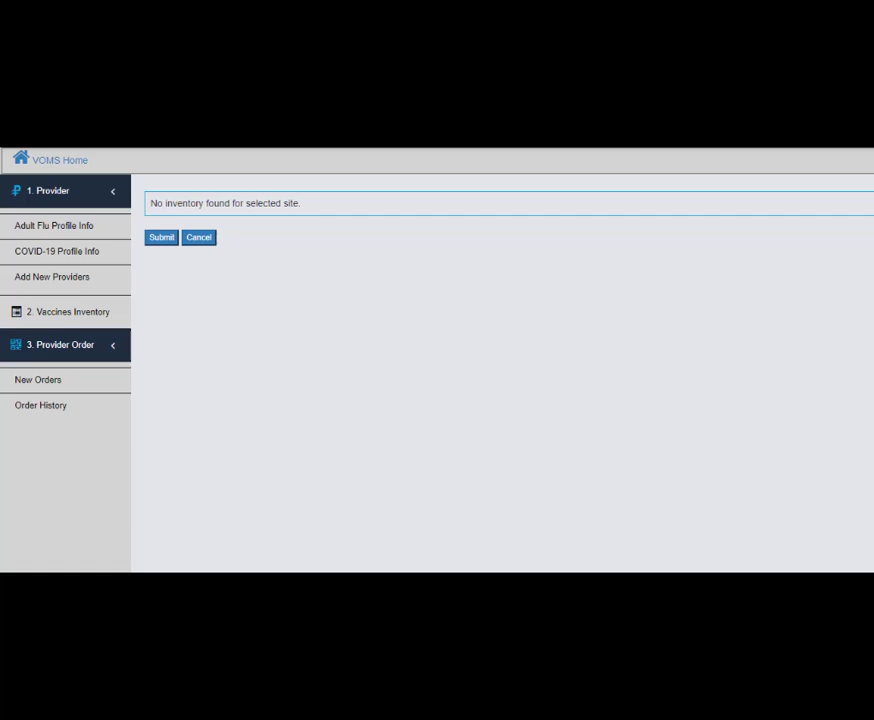 VOMS Home
1. Provider
No inventory found for selected site.
Adult Flu Profile Info
Submit Cancel
COVID-19 Profile Info
Add New Providers
2. Vaccines Inventory
3. Provider Order
New Orders
Order History